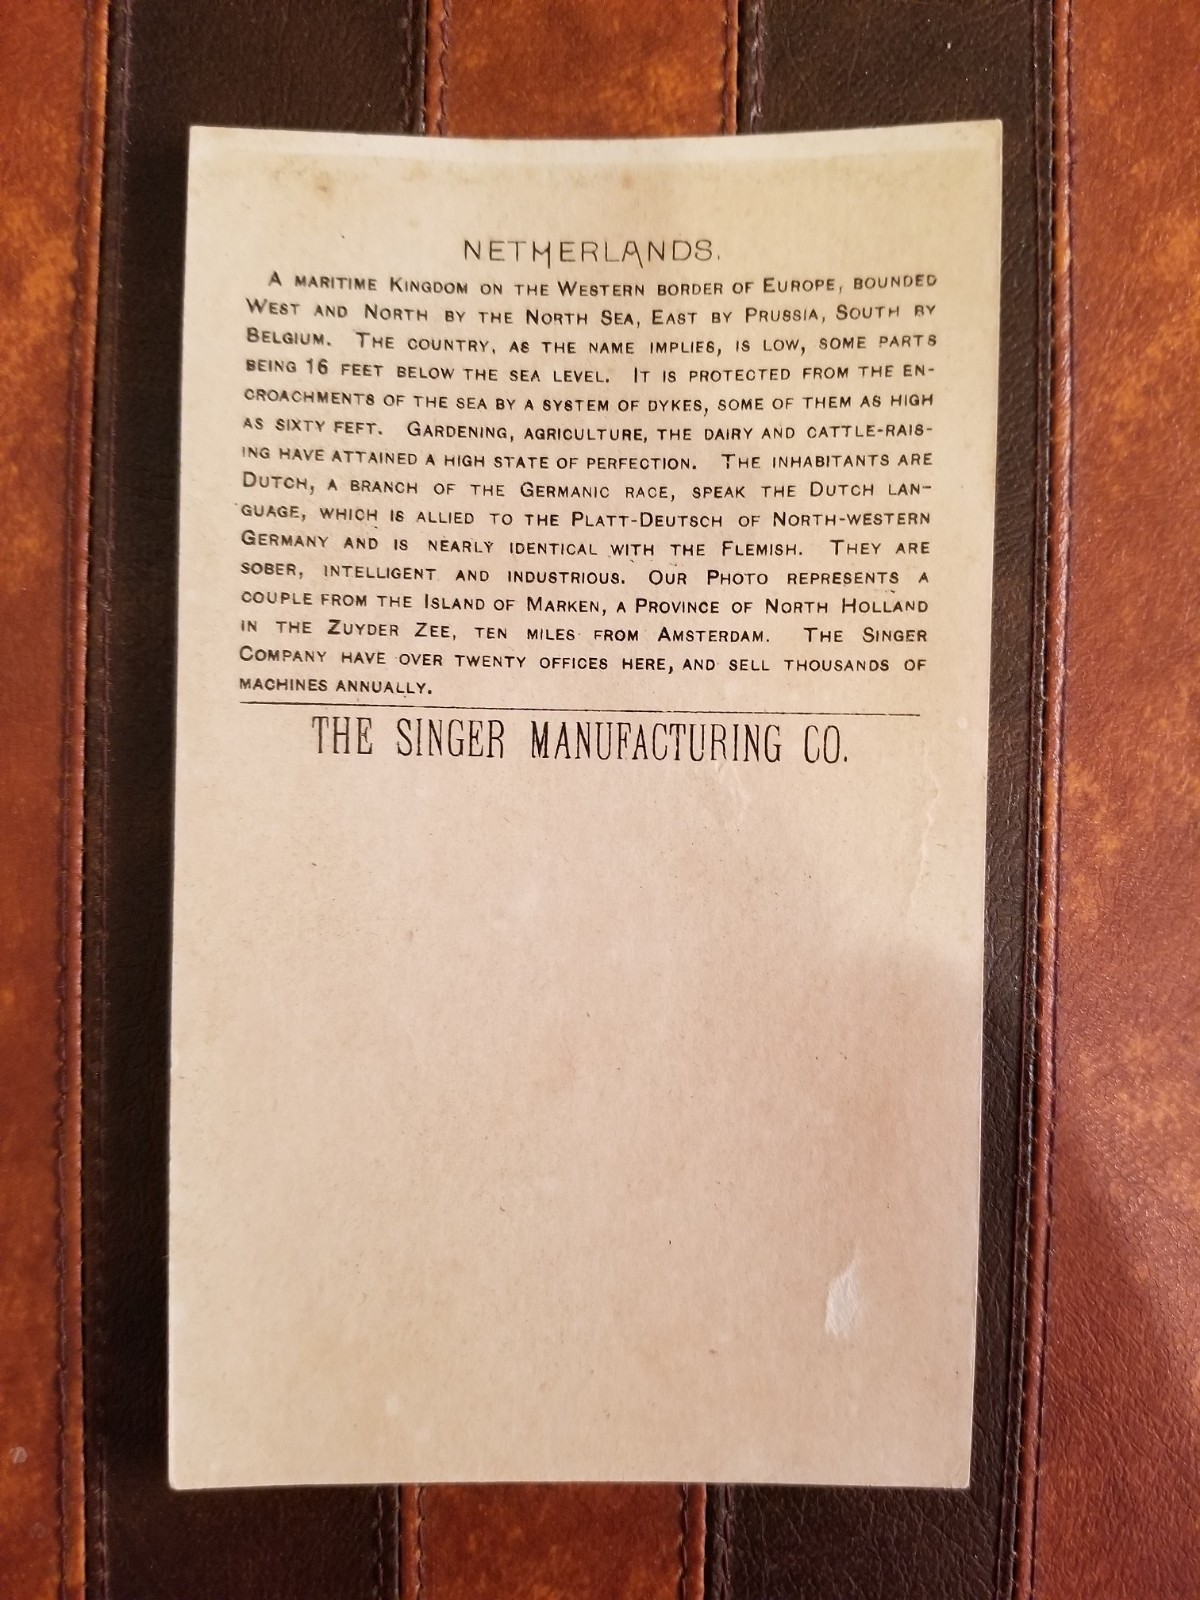 NETHERLANDS.
A MARITIME KINGDOM ON THE WESTERN BORDER OF EUROPE, BOUNDED
WEST AND NORTH BY THE NORTH SEA, EAST BY PRUSSIA, SOUTH BY
BELGIUM. THE COUNTRY, AS THE NAME IMPLIES, IS LOW, SOME PARTS
BEING 16 FEET BELOW THE SEA LEVEL. IT IS PROTECTED FROM THE EN-
CROACHMENTS OF THE SEA BY A SYSTEM OF DYKES, SOME OF THEM AS HIGH
AS SIXTY FEFT. GARDENING, AGRICULTURE, THE DAIRY AND CATTLE-RAIS-
ING HAVE ATTAINED A HIGH STATE OF PERFECTION. THE INHABITANTS ARE
DUTCH, A BRANCH OF THE GERMANIC RACE, SPEAK THE DUTCH LAN-
GUAGE, WHICH IS ALLIED TO THE PLATT-DEUTSCH OF NORTH-WESTERN
GERMANY AND IS NEARLY IDENTICAL WITH THE FLEMISH. THEY ARE
SOBER, INTELLIGENT AND INDUSTRIOUS. OUR PHOTO REPRESENTS A
COUPLE FROM THE ISLAND OF MARKEN, A PROVINCE OF NORTH HOLLAND
IN THE ZUYDER ZEE, TEN MILES FROM AMSTERDAM. THE SINGER
COMPANY HAVE OVER TWENTY OFFICES HERE, AND SELL THOUSANDS OF
MACHINES ANNUALLY.
THE SINGER MANUFACTURING CO.